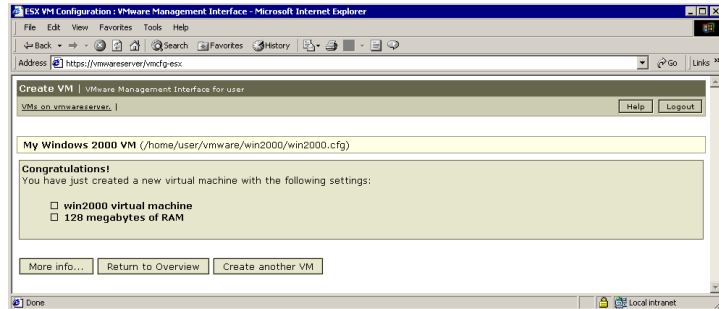 ESX VM Configuration : VMware Management Interface - Microsoft Internet Explorer
File Edit View Favorites Tools Help
Back Search Favorites History
Address https://vmwareserver/vmcfg-esx Go Links »
Create VM | VMware Management Interface for user
VMs on vmwareserver. | Help Logout
My Windows 2000 VM (/home/user/vmware/win2000/win2000.cfg)
Congratulations!
You have just created a new virtual machine with the following settings:
win2000 virtual machine
128 megabytes of RAM
More info... Return to Overview Create another VM
Done Local intranet